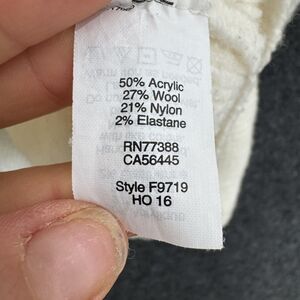 50% Acrylic
27% Wool
21% Nylon
2% Elastane
RN77388
CA56445
Style F9719
HO 16